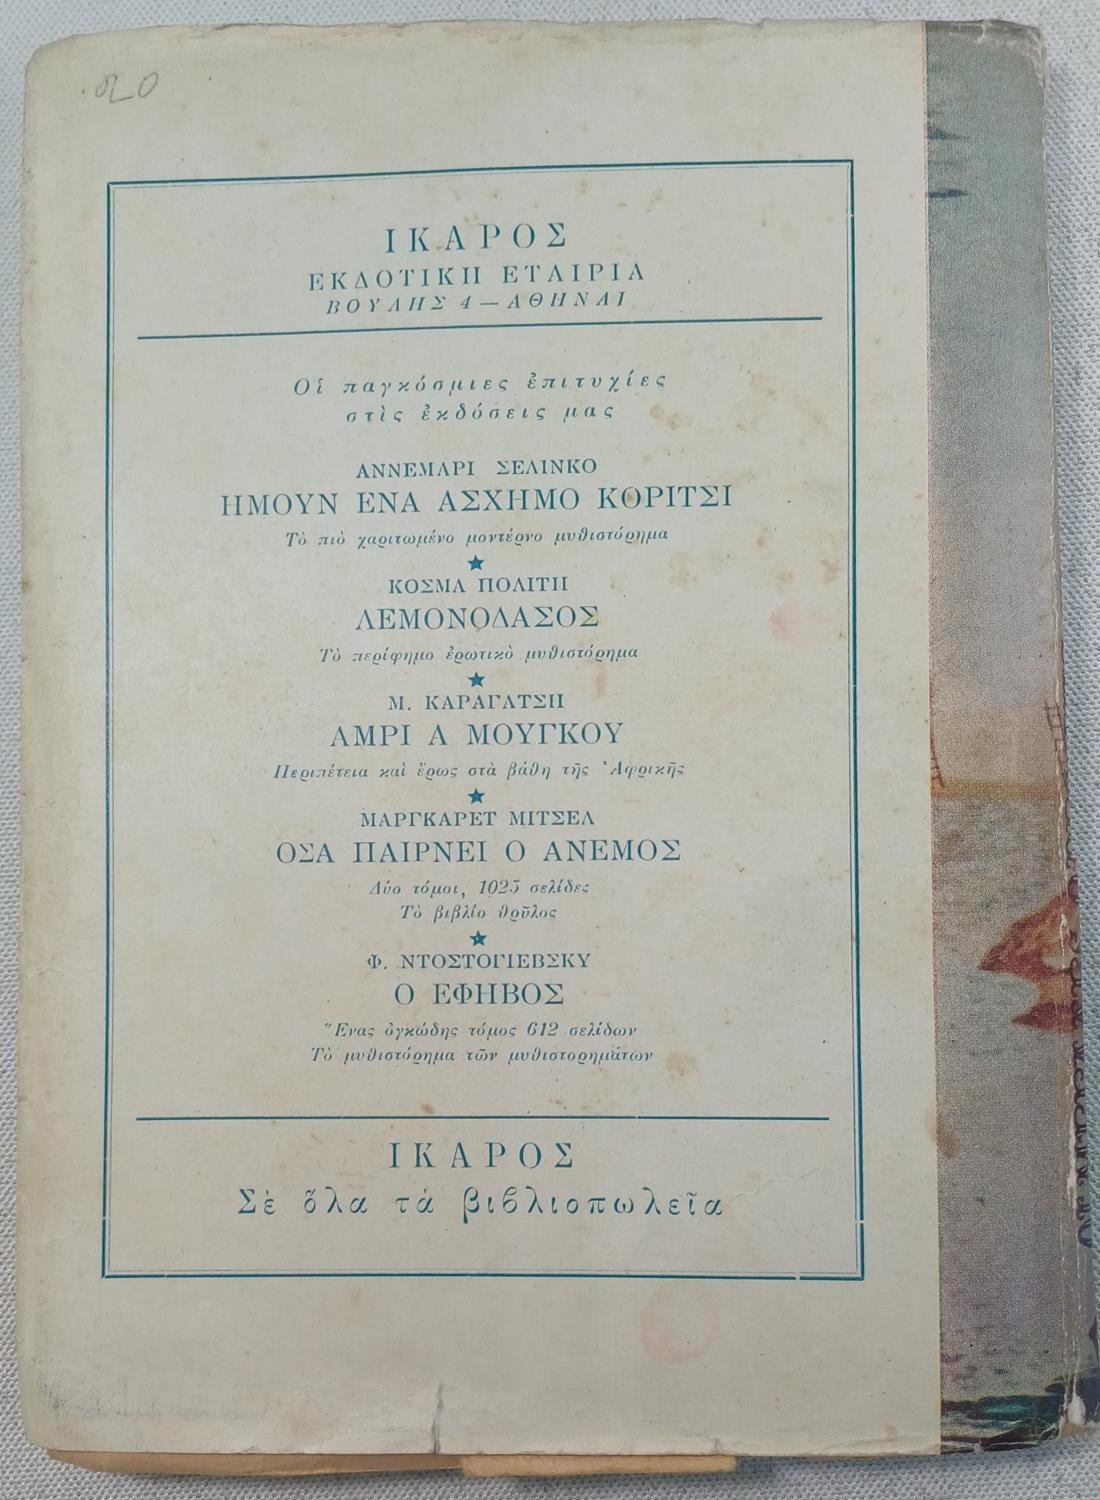 ΙΚΑΡΟΣ
ΕΚΔΟΤΙΚΗ ΕΤΑΙΡΙΑ
ΒΟΥΛΗΣ 4 — ΑΘΗΝΑΙ
Οἱ παγκόσμιες ἐπιτυχίες
στὶς ἐκδόσεις μας
ΑΝΝΕΜΑΡΙ ΣΕΛΙΝΚΟ
ΗΜΟΥΝ ΕΝΑ ΑΣΧΗΜΟ ΚΟΡΙΤΣΙ
Τὸ πιὸ χαριτωμένο μοντέρνο μυθιστόρημα
★
ΚΟΣΜΑ ΠΟΛΙΤΗ
ΛΕΜΟΝΟΔΑΣΟΣ
Τὸ περίφημο ἐρωτικὸ μυθιστόρημα
★
Μ. ΚΑΡΑΓΑΤΣΗ
ΑΜΡΙ Α ΜΟΥΓΚΟΥ
Περιπέτεια καὶ ἔρως στὰ βάθη τῆς Ἀφρικῆς
★
ΜΑΡΓΚΑΡΕΤ ΜΙΤΣΕΛ
ΟΣΑ ΠΑΙΡΝΕΙ Ο ΑΝΕΜΟΣ
Δύο τόμοι, 1025 σελίδες
Τὸ βιβλίο θρῦλος
★
Φ. ΝΤΟΣΤΟΓΙΕΒΣΚΥ
Ο ΕΦΗΒΟΣ
Ἕνας ὀγκώδης τόμος 612 σελίδων
Τὸ μυθιστόρημα τῶν μυθιστορημάτων
ΙΚΑΡΟΣ
Σὲ ὅλα τὰ βιβλιοπωλεῖα